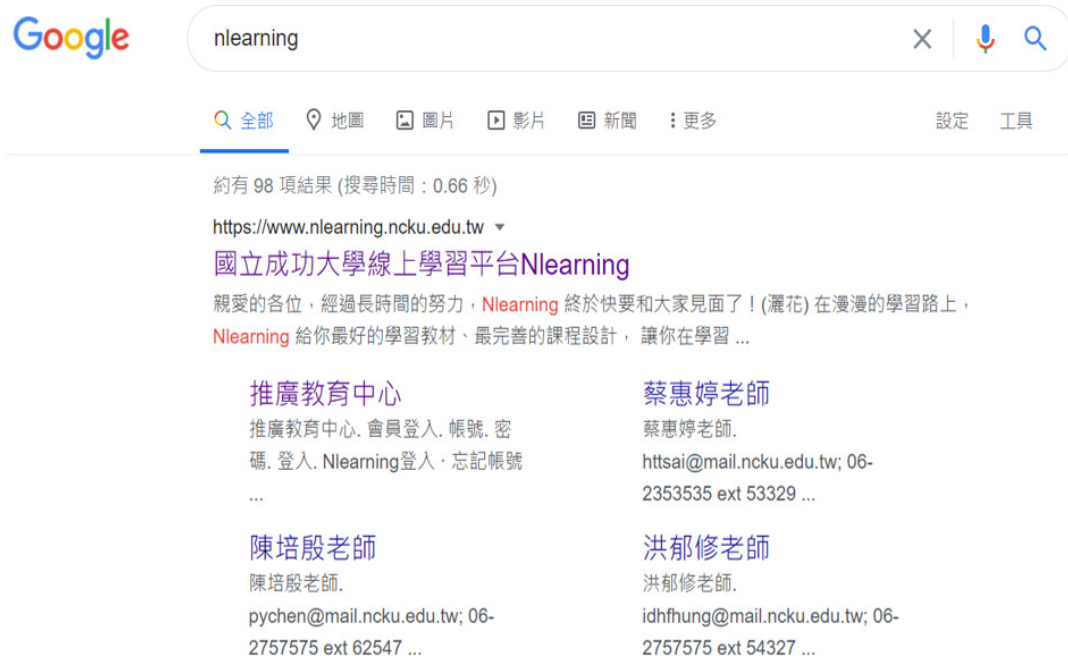 Google
nlearning
全部 地圖 圖片 影片 新聞 更多 設定 工具
約有 98 項結果 (搜尋時間：0.66 秒)
https://www.nlearning.ncku.edu.tw
國立成功大學線上學習平台Nlearning
親愛的各位，經過長時間的努力，Nlearning 終於快要和大家見面了！(灑花) 在漫漫的學習路上，
Nlearning 給你最好的學習教材、最完善的課程設計， 讓你在學習 ...
推廣教育中心
推廣教育中心. 會員登入. 帳號. 密
碼. 登入. Nlearning登入 · 忘記帳號
...
蔡惠婷老師
蔡惠婷老師.
httsai@mail.ncku.edu.tw; 06-
2353535 ext 53329 ...
陳培殷老師
陳培殷老師.
pychen@mail.ncku.edu.tw; 06-
2757575 ext 62547 ...
洪郁修老師
洪郁修老師.
idhfhung@mail.ncku.edu.tw; 06-
2757575 ext 54327 ...